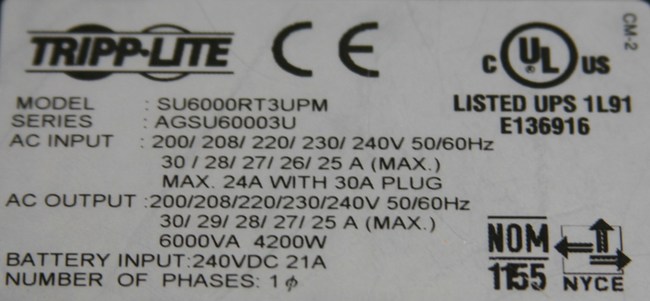 TRIPP·LITE CE C UL US
CM-2
LISTED UPS 1L91
E136916
MODEL : SU6000RT3UPM
SERIES : AGSU60003U
AC INPUT : 200/ 208/ 220/ 230/ 240V 50/60Hz
30 / 28/ 27/ 26/ 25 A (MAX.)
MAX. 24A WITH 30A PLUG
AC OUTPUT :200/208/220/230/240V 50/60Hz
30/ 29/ 28/ 27/ 25 A (MAX.)
6000VA 4200W
BATTERY INPUT:240VDC 21A
NUMBER OF PHASES: 1ϕ
NOM
1155
NYCE